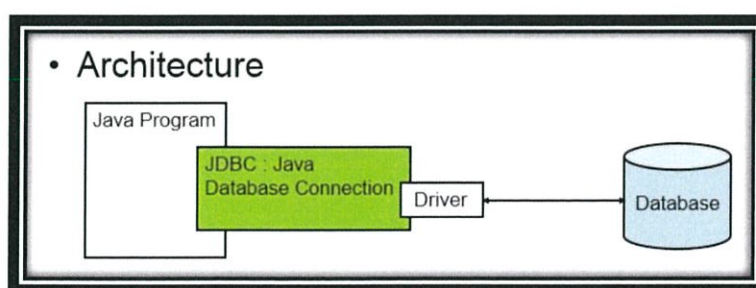 • Architecture
Java Program
JDBC : Java
Database Connection
Driver
Database